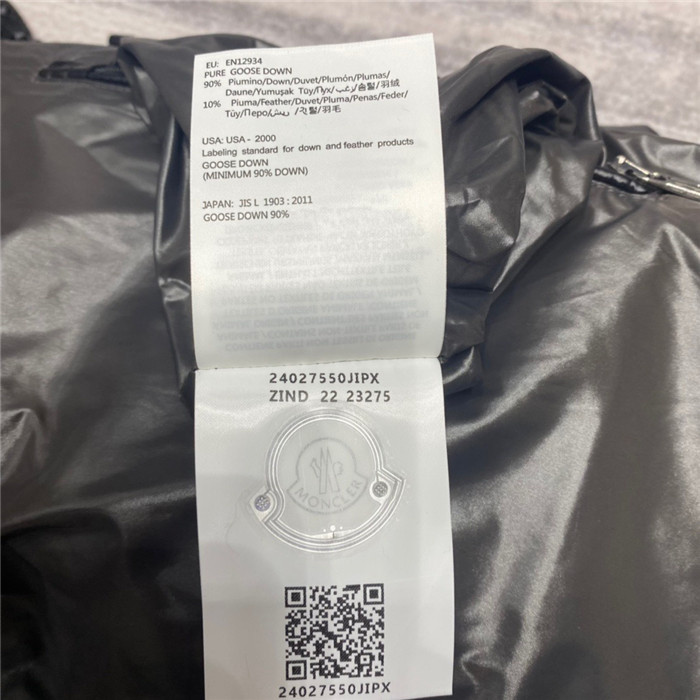 EU: EN12934
PURE GOOSE DOWN
90% Piumino/Down/Duvet/Plumón/Plumas/
Daune/Yumuşak Tüy/Пух/زغب/솜털/羽绒
10% Piuma/Feather/Duvet/Pluma/Penas/Feder/
Tüy/Перо/ريش/깃털/羽毛
USA: USA - 2000
Labeling standard for down and feather products
GOOSE DOWN
(MINIMUM 90% DOWN)
JAPAN: JIS L 1903 : 2011
GOOSE DOWN 90%
24027550JIPX
ZIND 22 23275
MONCLER
24027550JIPX